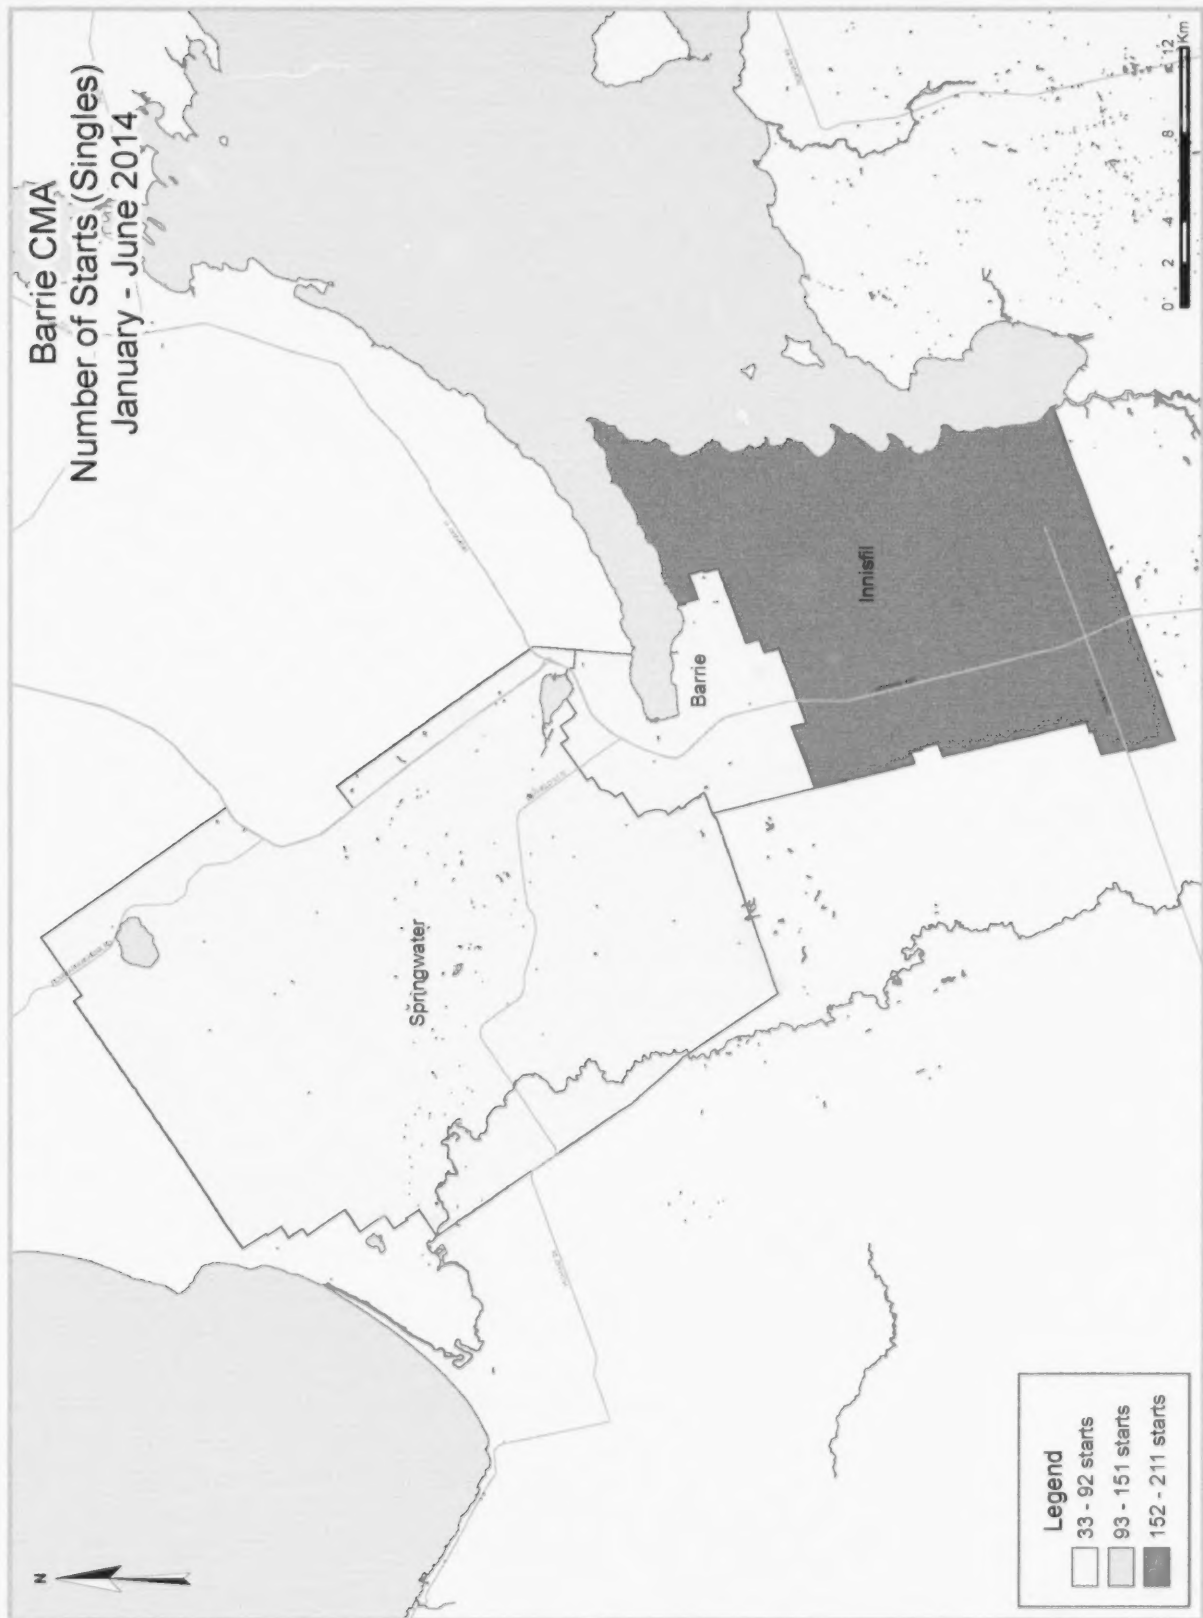 Barrie CMA
Number of Starts (Singles)
January - June 2014
N
Springwater
Barrie
Innisfil
Legend
33 - 92 starts
93 - 151 starts
152 - 211 starts
0 2 4 8 12
Km